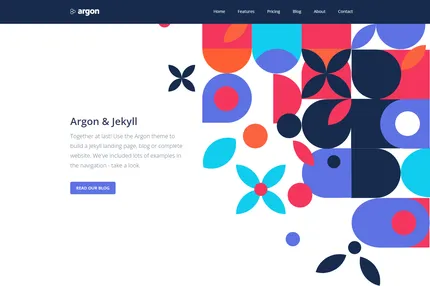 argon
Home Features Pricing Blog About Contact
Argon & Jekyll
Together at last! Use the Argon theme to
build a jekyll landing page, blog or complete
website. We've included lots of examples in
the navigation - take a look.
READ OUR BLOG